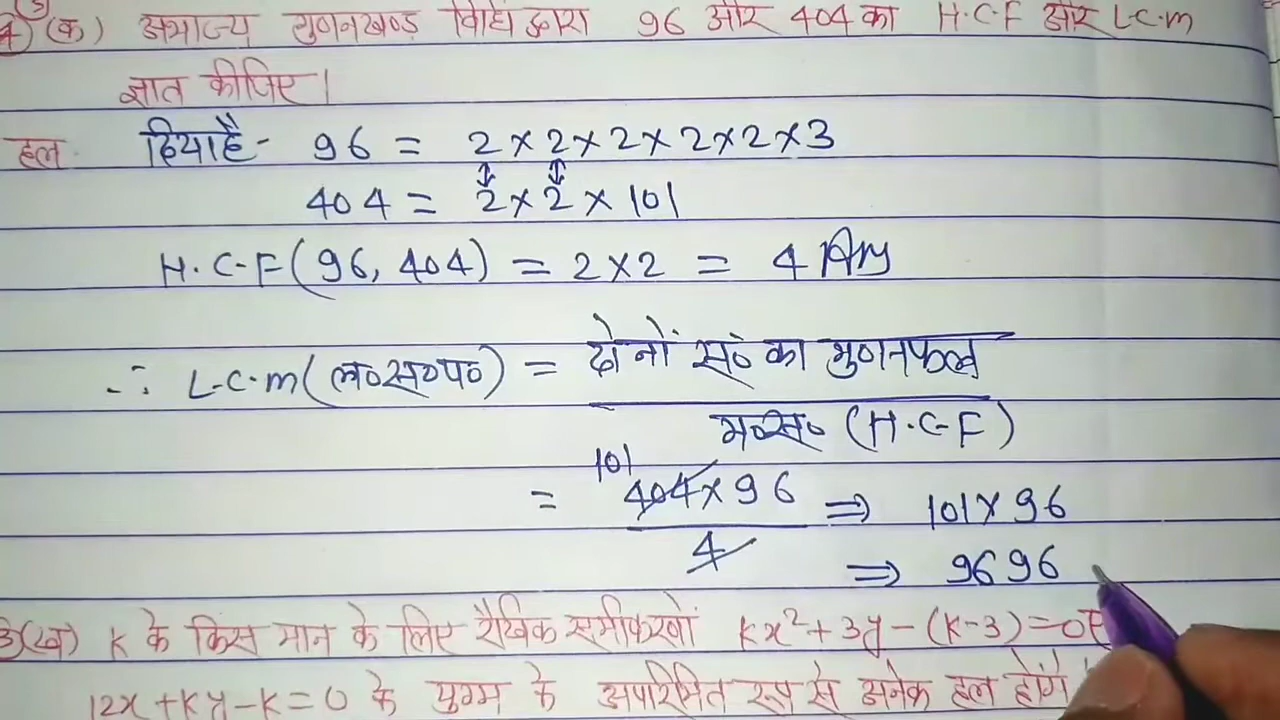 (क) अभाज्य गुणनखण्ड विधि द्वारा 96 और 404 का H.C.F और L.C.M
ज्ञात कीजिए।
हल दिया है - 96 = 2×2×2×2×2×3
404 = 2×2×101
H.C.F(96, 404) = 2×2 = 4 Ans
∴ L.C.M(ल०स०प०) = दोनों सं० का गुणनफल
म०स० (H.C.F)
101
= 404×96 ⇒ 101×96
4 ⇒ 9696
3(ख) K के किस मान के लिए रैखिक समीकरणों kx²+3y-(k-3)=0
12x+ky-k=0 के युग्म के अपरिमित रूप से अनेक हल होंगे